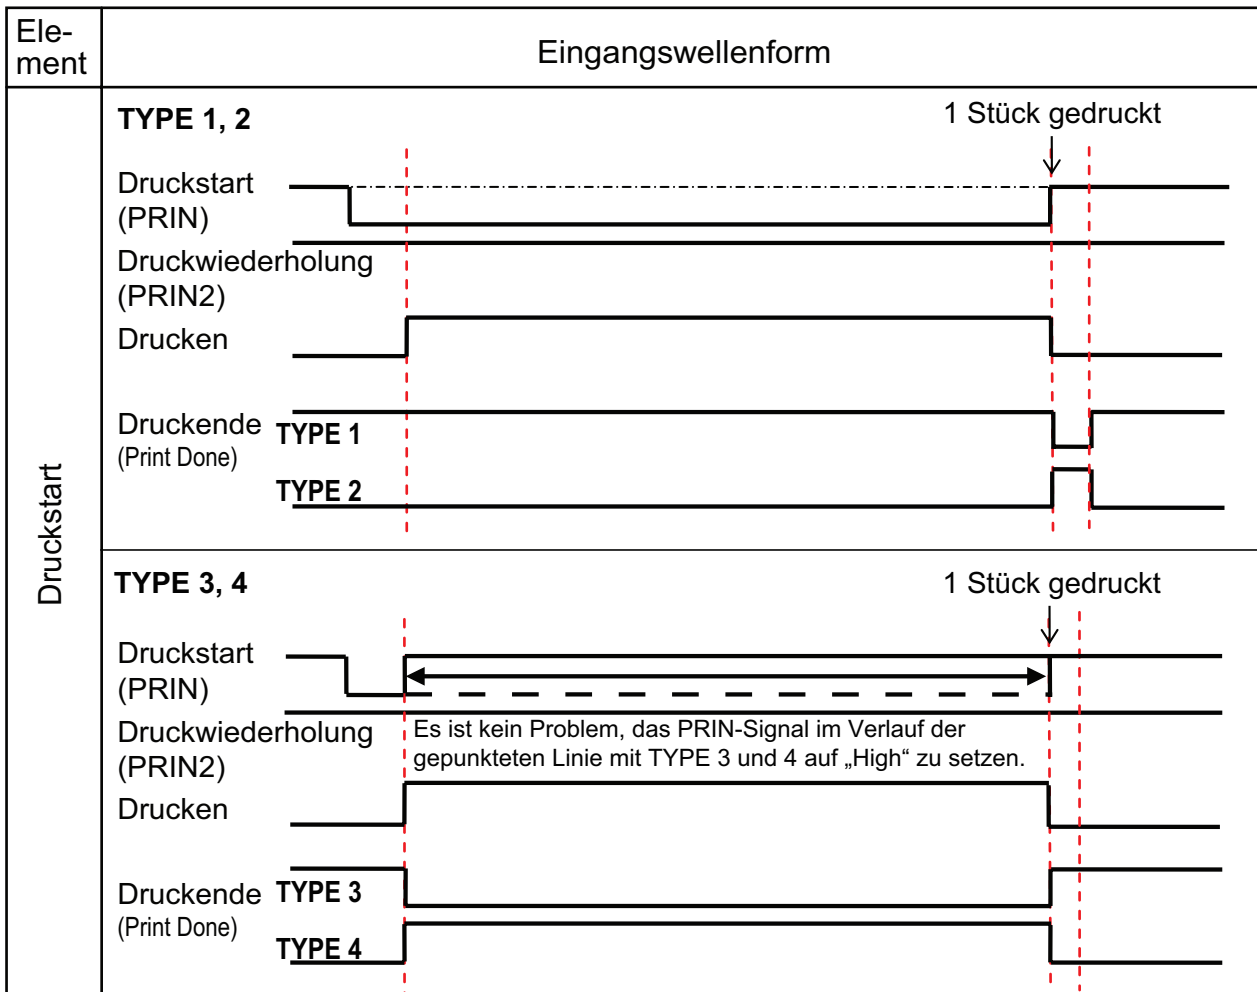 Ele-
ment
Eingangswellenform
Druckstart
TYPE 1, 2
1 Stück gedruckt
Druckstart
(PRIN)
Druckwiederholung
(PRIN2)
Drucken
Druckende TYPE 1
(Print Done)
TYPE 2
TYPE 3, 4
1 Stück gedruckt
Druckstart
(PRIN)
Druckwiederholung
(PRIN2)
Es ist kein Problem, das PRIN-Signal im Verlauf der
gepunkteten Linie mit TYPE 3 und 4 auf „High“ zu setzen.
Drucken
Druckende TYPE 3
(Print Done)
TYPE 4